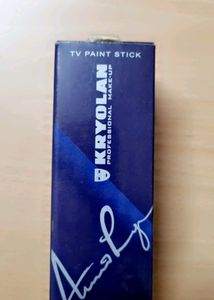 TV PAINT STICK
KRYOLAN
PROFESSIONAL MAKE-UP